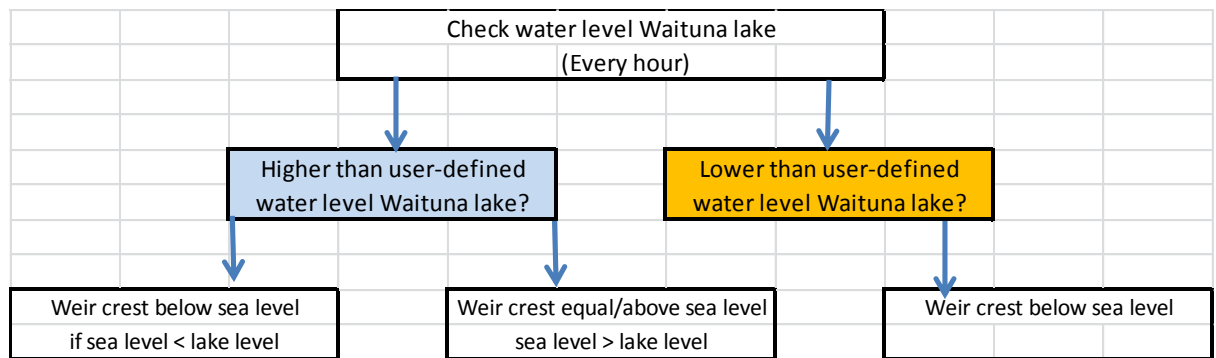 Check water level Waituna lake
(Every hour)
Higher than user-defined
water level Waituna lake?
Lower than user-defined
water level Waituna lake?
Weir crest below sea level
if sea level < lake level
Weir crest equal/above sea level
sea level > lake level
Weir crest below sea level